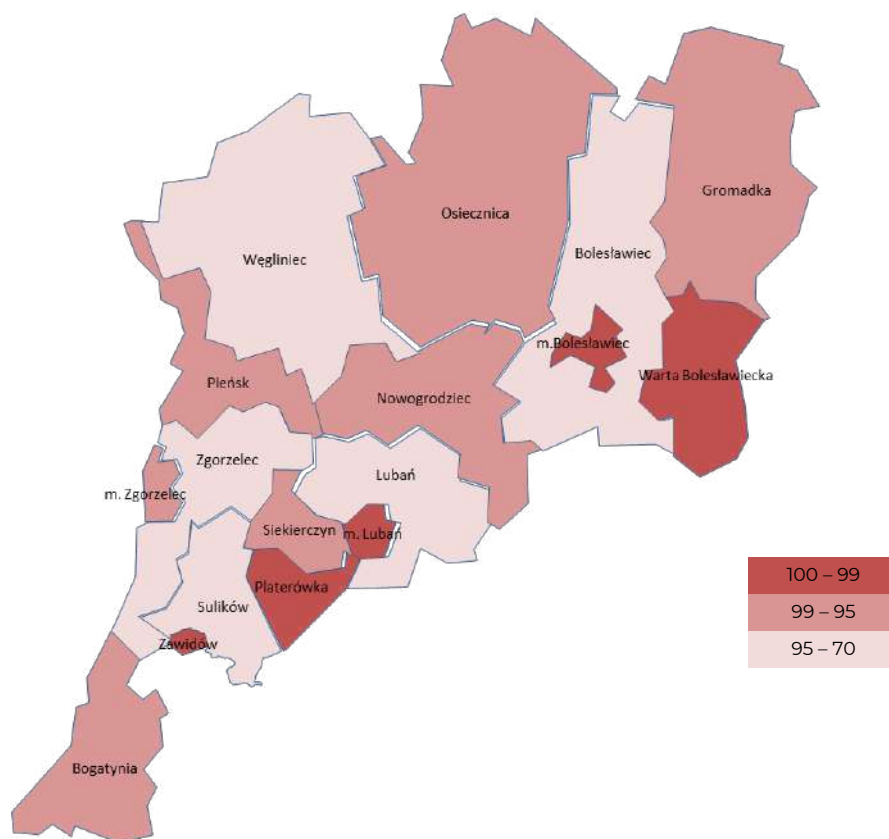 Gromadka
Osiecznica
Bolesławiec
Węgliniec
m.Bolesławiec
Warta Bolesławiecka
Pieńsk
Nowogrodziec
Zgorzelec
Lubań
m. Zgorzelec
Siekierczyn
m. Lubań
Platerówka
Sulików
Zawidów
Bogatynia
100 – 99
99 – 95
95 – 70